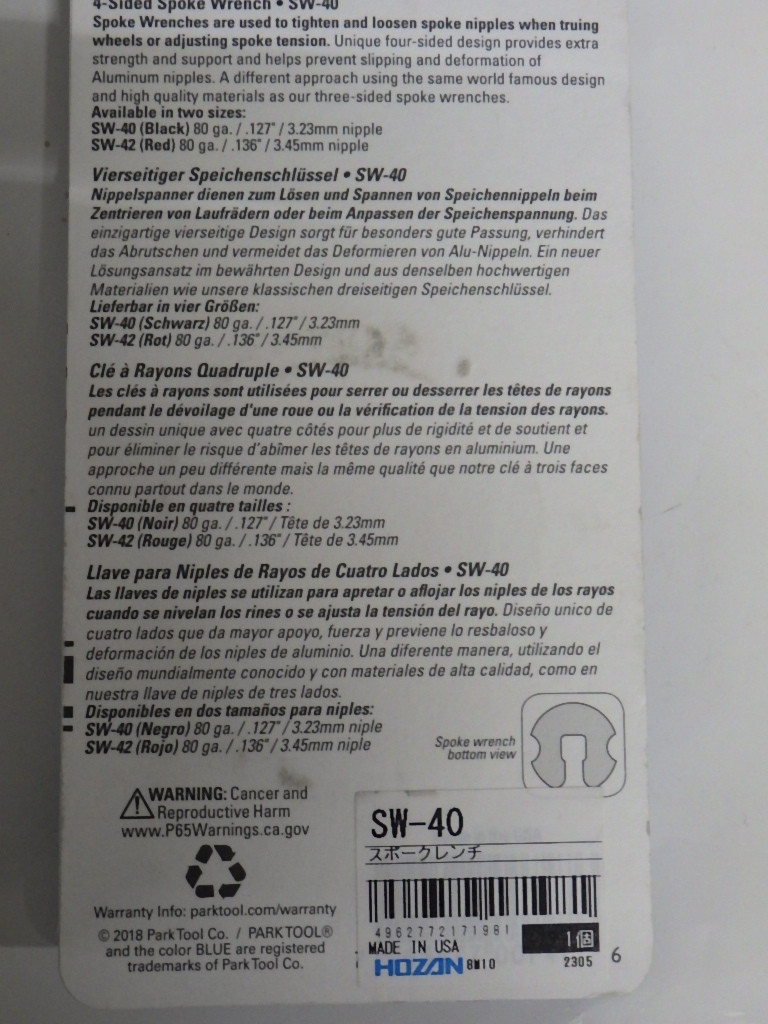 4-Sided Spoke Wrench • SW-40
Spoke Wrenches are used to tighten and loosen spoke nipples when truing
wheels or adjusting spoke tension. Unique four-sided design provides extra
strength and support and helps prevent slipping and deformation of
Aluminum nipples. A different approach using the same world famous design
and high quality materials as our three-sided spoke wrenches.
Available in two sizes:
SW-40 (Black) 80 ga. / .127" / 3.23mm nipple
SW-42 (Red) 80 ga. / .136" / 3.45mm nipple
Vierseitiger Speichenschlüssel • SW-40
Nippelspanner dienen zum Lösen und Spannen von Speichennippeln beim
Zentrieren von Laufrädern oder beim Anpassen der Speichenspannung. Das
einzigartige vierseitige Design sorgt für besonders gute Passung, verhindert
das Abrutschen und vermeidet das Deformieren von Alu-Nippeln. Ein neuer
Lösungsansatz im bewährten Design und aus denselben hochwertigen
Materialien wie unsere klassischen dreiseitigen Speichenschlüssel.
Lieferbar in vier Größen:
SW-40 (Schwarz) 80 ga. / .127" / 3.23mm
SW-42 (Rot) 80 ga. / .136" / 3.45mm
Clé à Rayons Quadruple • SW-40
Les clés à rayons sont utilisées pour serrer ou desserrer les têtes de rayons
pendant le dévoilage d'une roue ou la vérification de la tension des rayons.
un dessin unique avec quatre côtés pour plus de rigidité et de soutient et
pour éliminer le risque d'abîmer les têtes de rayons en aluminium. Une
approche un peu différente mais la même qualité que notre clé à trois faces
connu partout dans le monde.
Disponible en quatre tailles :
SW-40 (Noir) 80 ga. / .127" / Tête de 3.23mm
SW-42 (Rouge) 80 ga. / .136" / Tête de 3.45mm
Llave para Niples de Rayos de Cuatro Lados • SW-40
Las llaves de niples se utilizan para apretar o aflojar los niples de los rayos
cuando se nivelan los rines o se ajusta la tensión del rayo. Diseño unico de
cuatro lados que da mayor apoyo, fuerza y previene lo resbaloso y
deformación de los niples de aluminio. Una diferente manera, utilizando el
diseño mundialmente conocido y con materiales de alta calidad, como en
nuestra llave de niples de tres lados.
Disponibles en dos tamaños para niples:
SW-40 (Negro) 80 ga. / .127" / 3.23mm niple
SW-42 (Rojo) 80 ga. / .136" / 3.45mm niple
Spoke wrench
bottom view
WARNING: Cancer and
Reproductive Harm
www.P65Warnings.ca.gov
Warranty Info: parktool.com/warranty
© 2018 Park Tool Co. / PARK TOOL®
and the color BLUE are registered
trademarks of Park Tool Co.
SW-40
スポークレンチ
4962772171981
1個
MADE IN USA
HOZAN 8M10
2305
6